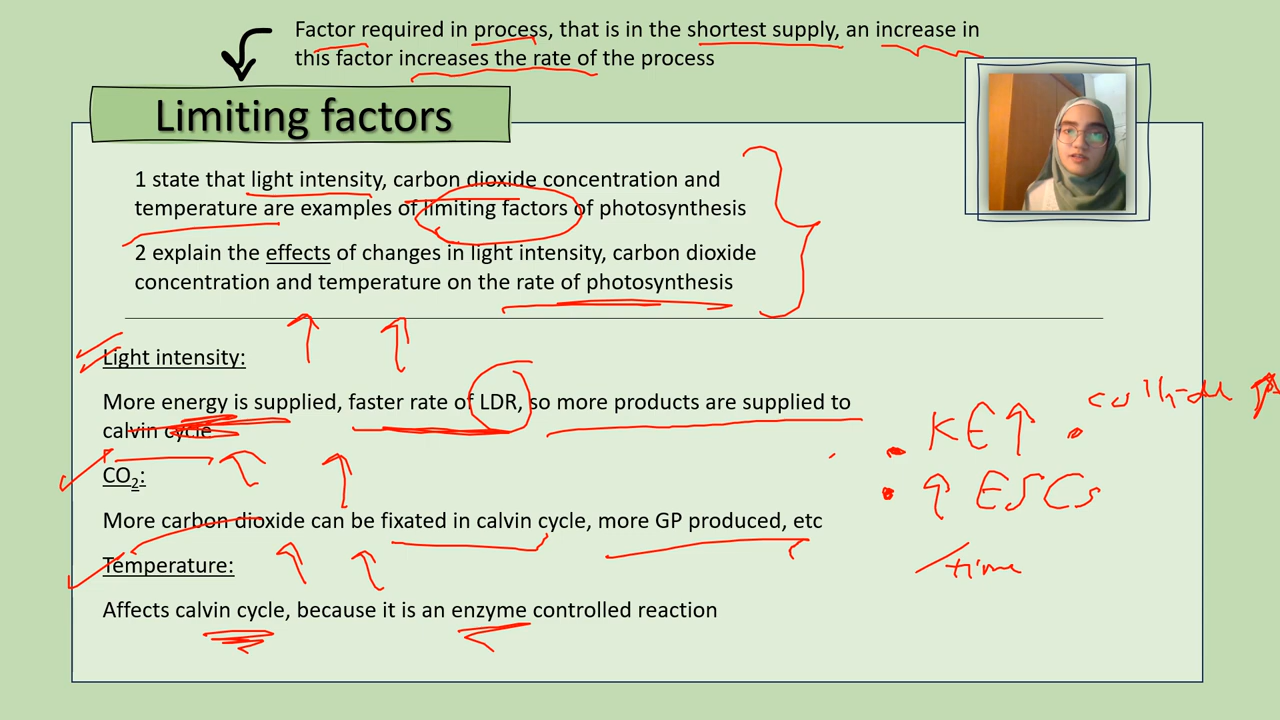 Factor required in process, that is in the shortest supply, an increase in
this factor increases the rate of the process
Limiting factors
1 state that light intensity, carbon dioxide concentration and
temperature are examples of limiting factors of photosynthesis
2 explain the effects of changes in light intensity, carbon dioxide
concentration and temperature on the rate of photosynthesis
Light intensity:
More energy is supplied, faster rate of LDR, so more products are supplied to
calvin cycle
CO₂:
More carbon dioxide can be fixated in calvin cycle, more GP produced, etc
Temperature:
Affects calvin cycle, because it is an enzyme controlled reaction
• KE↑
• ↑ ESCs
/time